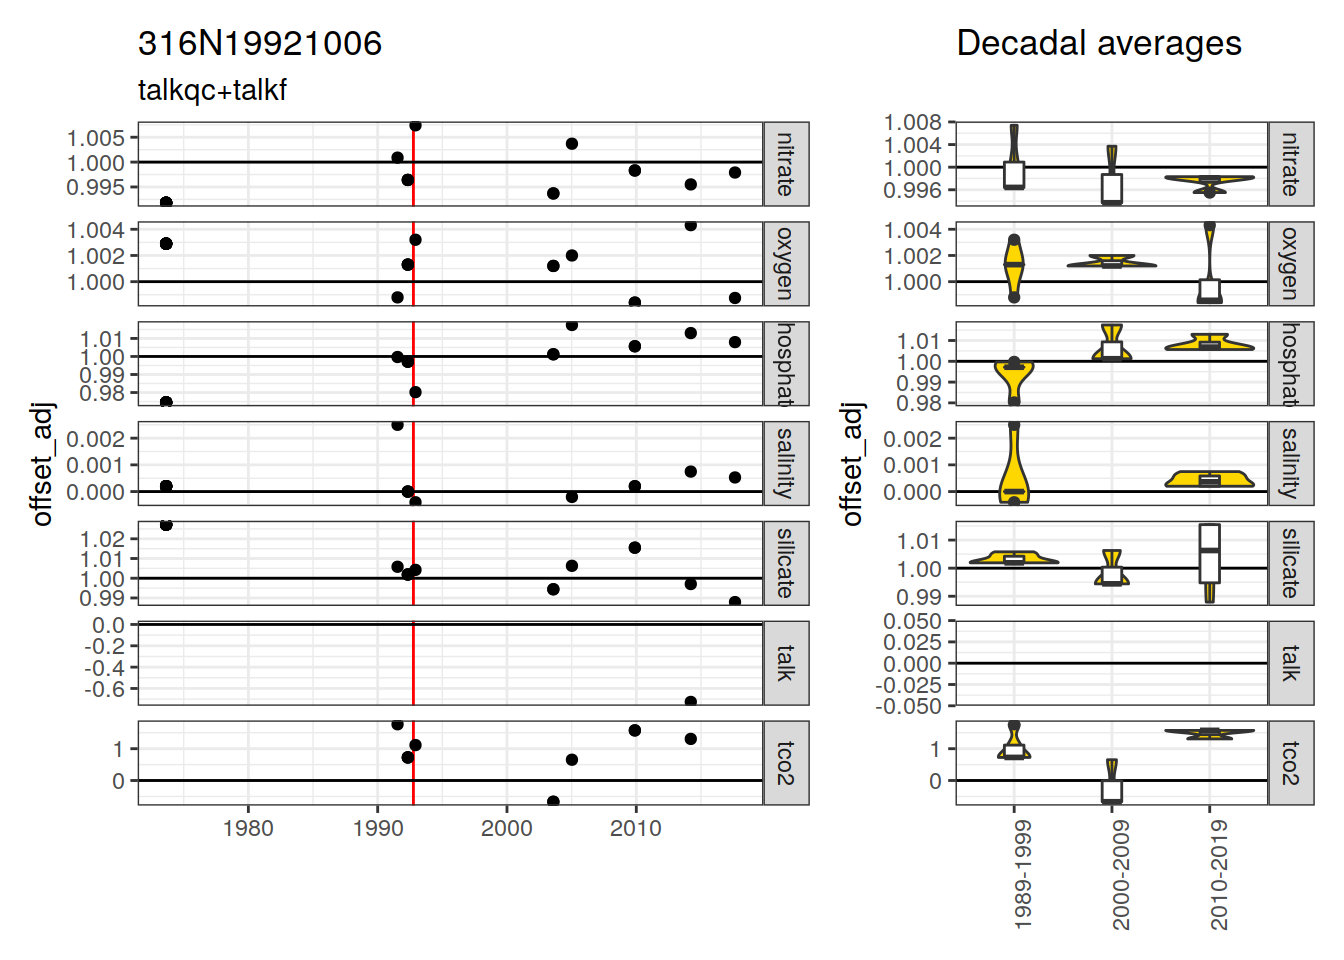 316N19921006
talkqc+talkf
offset_adj
1.005
1.000
0.995
nitrate
1.004
1.002
1.000
oxygen
1.01
1.00
0.99
0.98
hosphat
0.002
0.001
0.000
salinity
1.02
1.01
1.00
0.99
silicate
0.0
-0.2
-0.4
-0.6
talk
1
0
tco2
1980
1990
2000
2010
Decadal averages
offset_adj
1.008
1.004
1.000
0.996
nitrate
1.004
1.002
1.000
oxygen
1.01
1.00
0.99
0.98
hosphat
0.002
0.001
0.000
salinity
1.01
1.00
0.99
silicate
0.050
0.025
0.000
-0.025
-0.050
talk
1
0
tco2
1989-1999
2000-2009
2010-2019